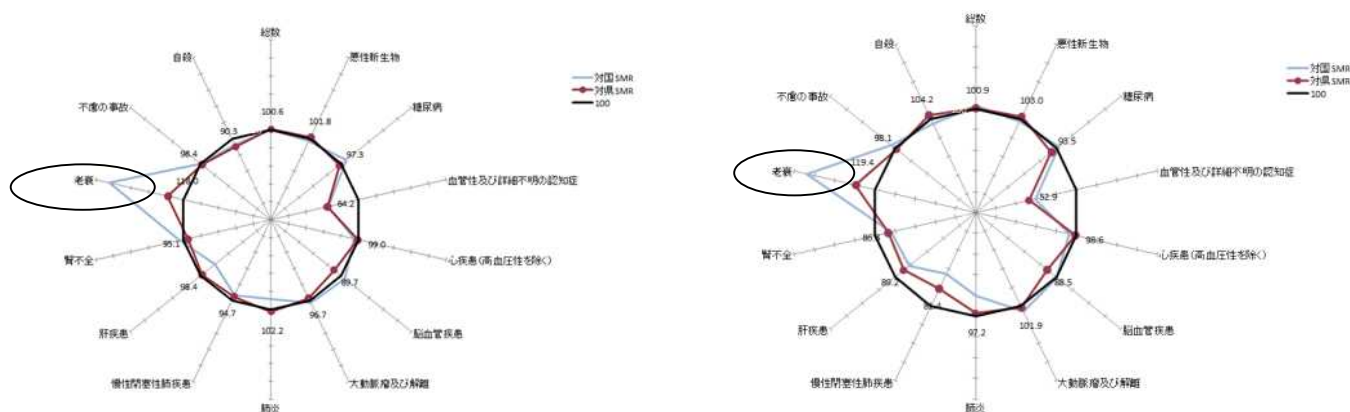 総数
悪性新生物
糖尿病
血管性及び詳細不明の認知症
心疾患(高血圧性を除く)
脳血管疾患
大動脈瘤及び解離
肺炎
慢性閉塞性肺疾患
肝疾患
腎不全
老衰
不慮の事故
自殺
100.6
101.8
97.3
64.2
99.0
89.7
96.7
102.2
94.7
98.4
95.1
98.4
90.3
対国SMR
対県SMR
100
総数
悪性新生物
糖尿病
血管性及び詳細不明の認知症
心疾患(高血圧性を除く)
脳血管疾患
大動脈瘤及び解離
肺炎
慢性閉塞性肺疾患
肝疾患
腎不全
老衰
不慮の事故
自殺
100.9
103.0
93.5
52.9
98.6
88.5
101.9
97.2
89.2
119.4
98.1
104.2
対国SMR
対県SMR
100